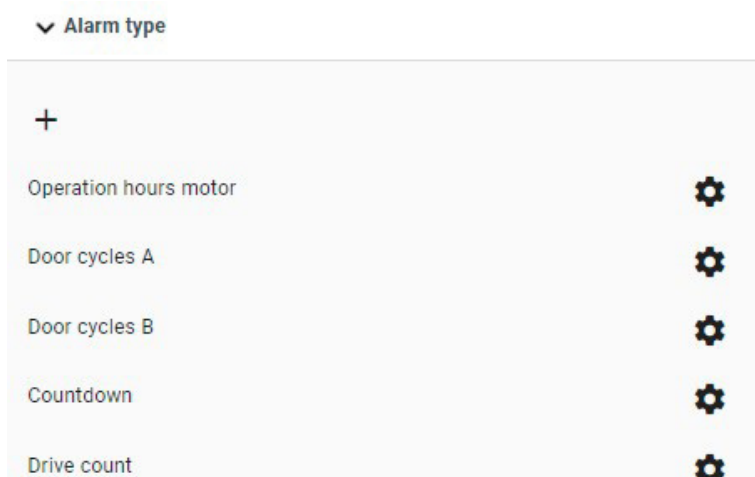 Alarm type
Operation hours motor
Door cycles A
Door cycles B
Countdown
Drive count